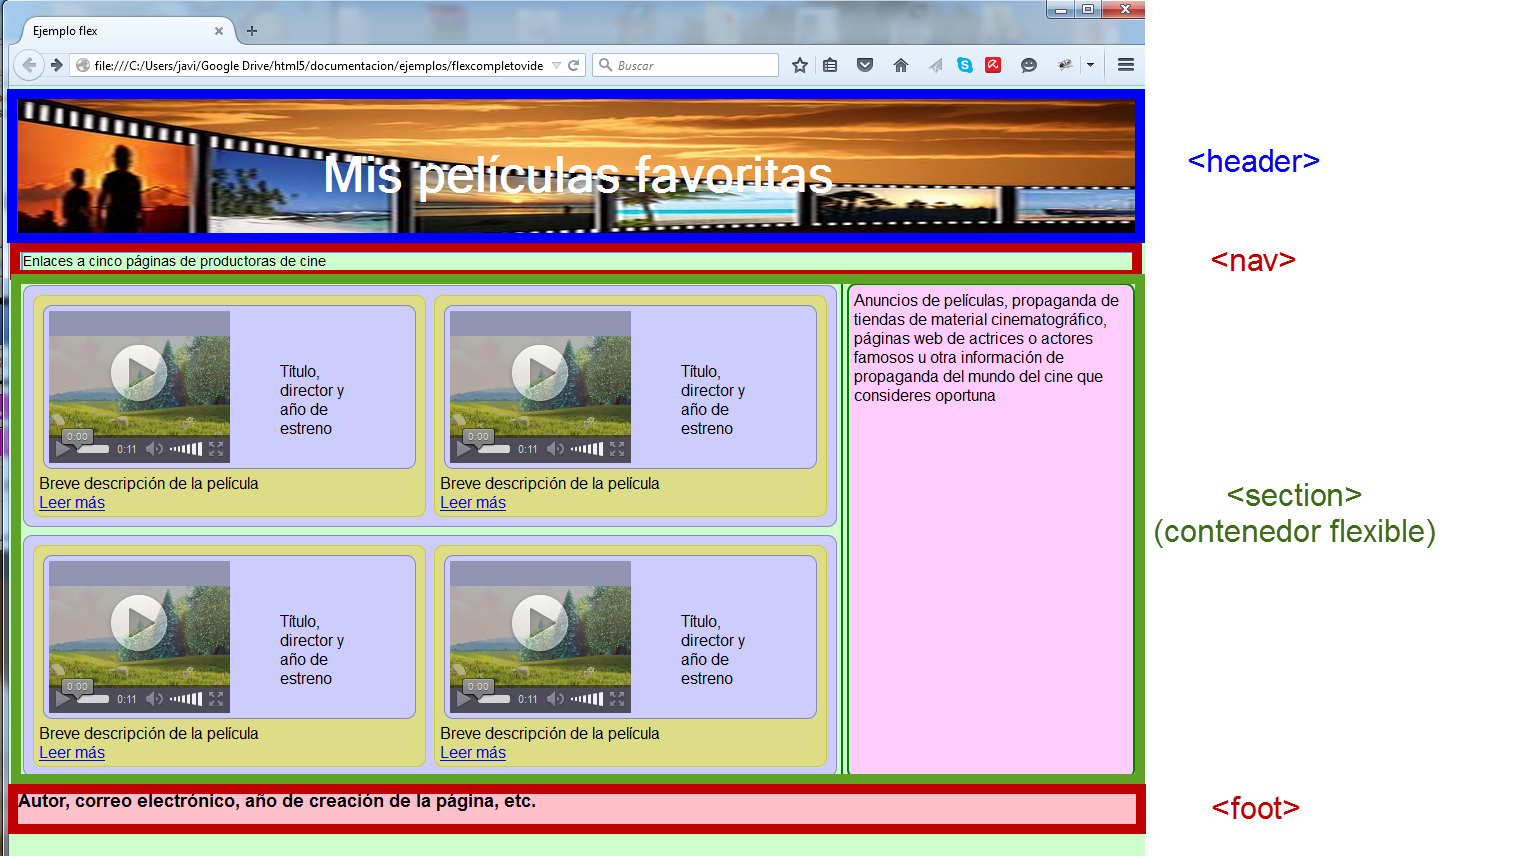 Ejemplo flex
file:///C:/Users/javi/Google Drive/html5/documentacion/ejemplos/flexcompletovide
Buscar
Mis películas favoritas
<header>
Enlaces a cinco páginas de productoras de cine
<nav>
Título,
director y
año de
estreno
0:00
0:11
Breve descripción de la película
Leer más
Título,
director y
año de
estreno
0:00
0:11
Breve descripción de la película
Leer más
Anuncios de películas, propaganda de
tiendas de material cinematográfico,
páginas web de actrices o actores
famosos u otra información de
propaganda del mundo del cine que
consideres oportuna
<section>
(contenedor flexible)
Título,
director y
año de
estreno
0:00
0:11
Breve descripción de la película
Leer más
Título,
director y
año de
estreno
0:00
0:11
Breve descripción de la película
Leer más
Autor, correo electrónico, año de creación de la página, etc.
<foot>